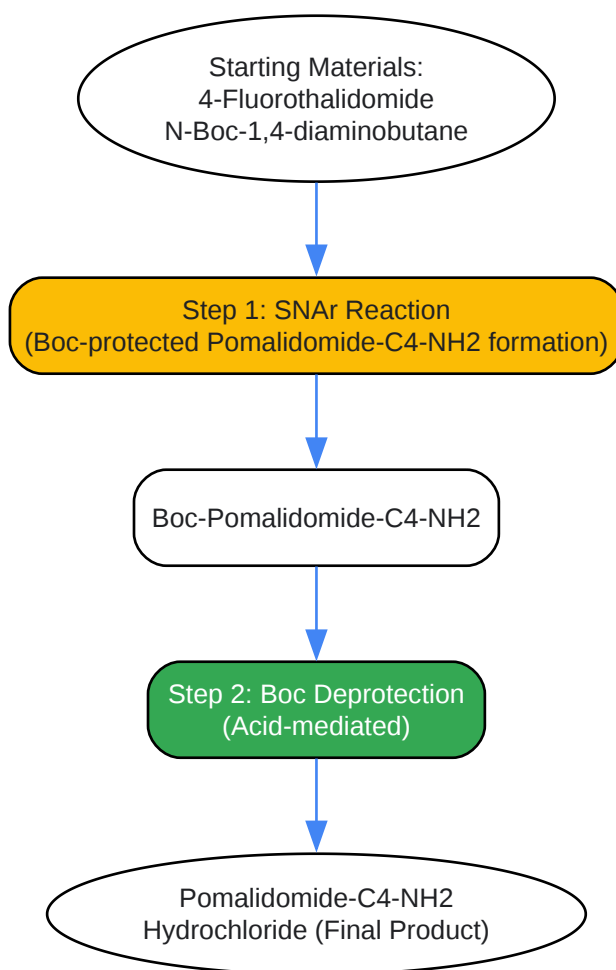 Starting Materials:
4-Fluorothalidomide
N-Boc-1,4-diaminobutane
Step 1: SNAr Reaction
(Boc-protected Pomalidomide-C4-NH2 formation)
Boc-Pomalidomide-C4-NH2
Step 2: Boc Deprotection
(Acid-mediated)
Pomalidomide-C4-NH2
Hydrochloride (Final Product)